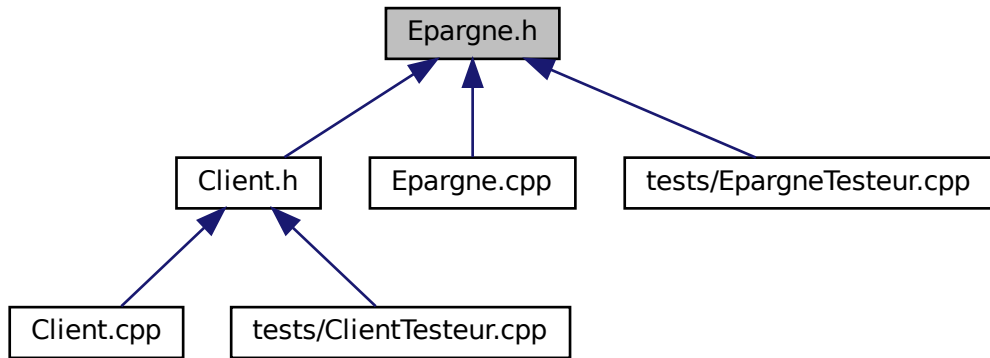 Epargne.h
Client.h
Epargne.cpp
tests/EpargneTesteur.cpp
Client.cpp
tests/ClientTesteur.cpp